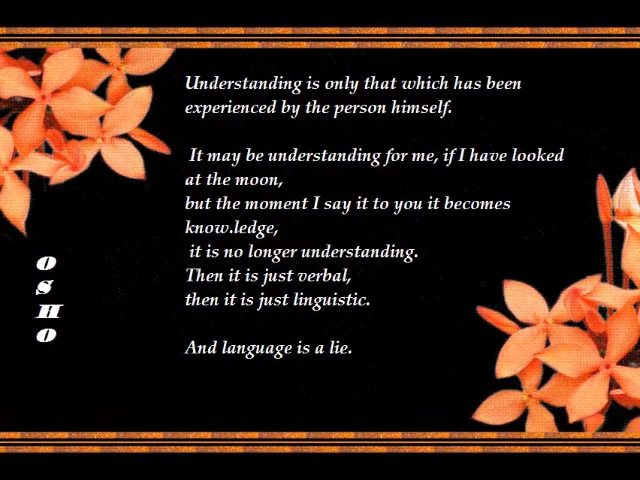 Understanding is only that which has been
experienced by the person himself.
It may be understanding for me, if I have looked
at the moon,
but the moment I say it to you it becomes
know.ledge,
it is no longer understanding.
Then it is just verbal,
then it is just linguistic.
And language is a lie.
O
S
H
O